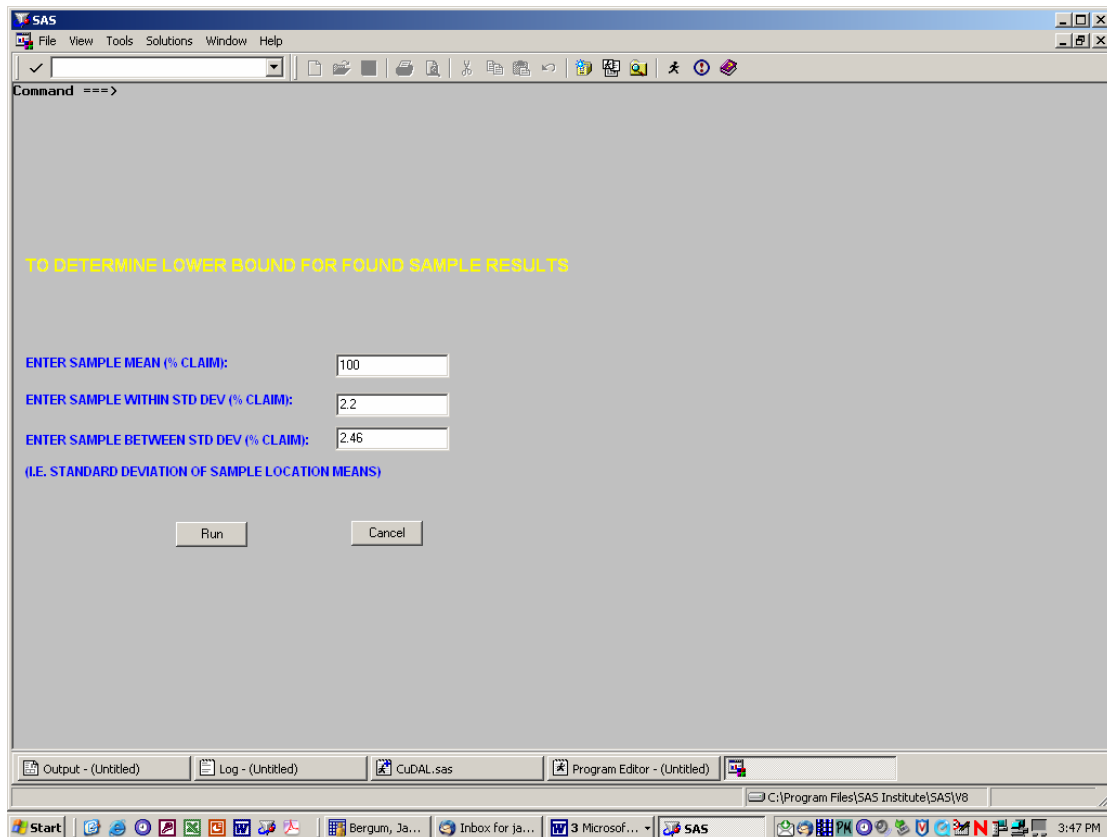 SAS
File View Tools Solutions Window Help
Command ===>
TO DETERMINE LOWER BOUND FOR FOUND SAMPLE RESULTS
ENTER SAMPLE MEAN (% CLAIM): 100
ENTER SAMPLE WITHIN STD DEV (% CLAIM): 2.2
ENTER SAMPLE BETWEEN STD DEV (% CLAIM): 2.46
(I.E. STANDARD DEVIATION OF SAMPLE LOCATION MEANS)
Run Cancel
Output - (Untitled) Log - (Untitled) CuDAL.sas Program Editor - (Untitled)
C:\Program Files\SAS Institute\SAS\V8
Start Bergum, Ja... Inbox for ja... 3 Microsof... SAS 3:47 PM